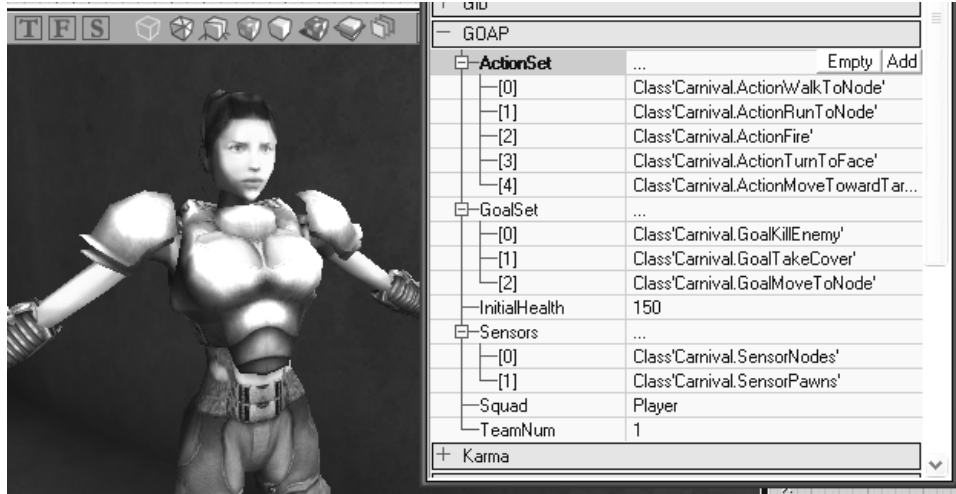 T F S
GOAP
ActionSet ... Empty Add
[0] Class'Carnival.ActionWalkToNode'
[1] Class'Carnival.ActionRunToNode'
[2] Class'Carnival.ActionFire'
[3] Class'Carnival.ActionTurnToFace'
[4] Class'Carnival.ActionMoveTowardTar...
GoalSet ...
[0] Class'Carnival.GoalKillEnemy'
[1] Class'Carnival.GoalTakeCover'
[2] Class'Carnival.GoalMoveToNode'
InitialHealth 150
Sensors ...
[0] Class'Carnival.SensorNodes'
[1] Class'Carnival.SensorPawns'
Squad Player
TeamNum 1
Karma